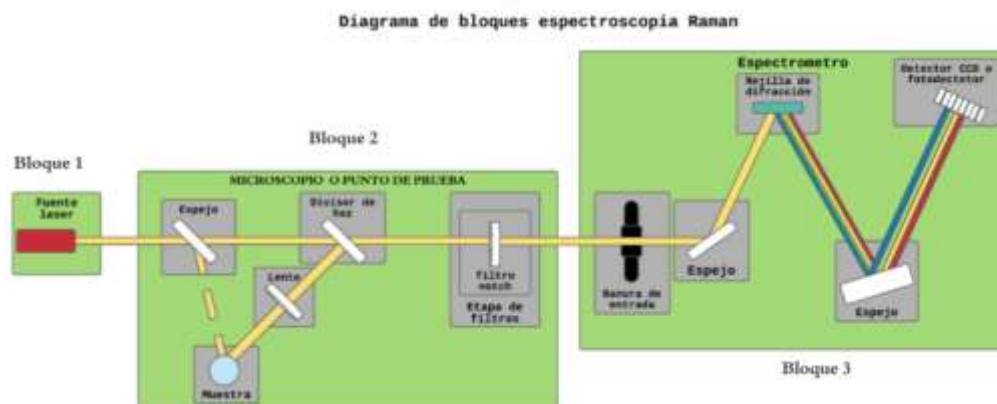 Diagrama de bloques espectroscopia Raman
Bloque 1
Fuente
laser
Bloque 2
MICROSCOPIO O PUNTO DE PRUEBA
Espejo
Divisor de
haz
Lente
Muestra
filtro
notch
Etapa de
filtros
Espectrometro
Rejilla de
difracción
Detector CCD o
Ranura de
entrada
Espejo
Espejo
Bloque 3